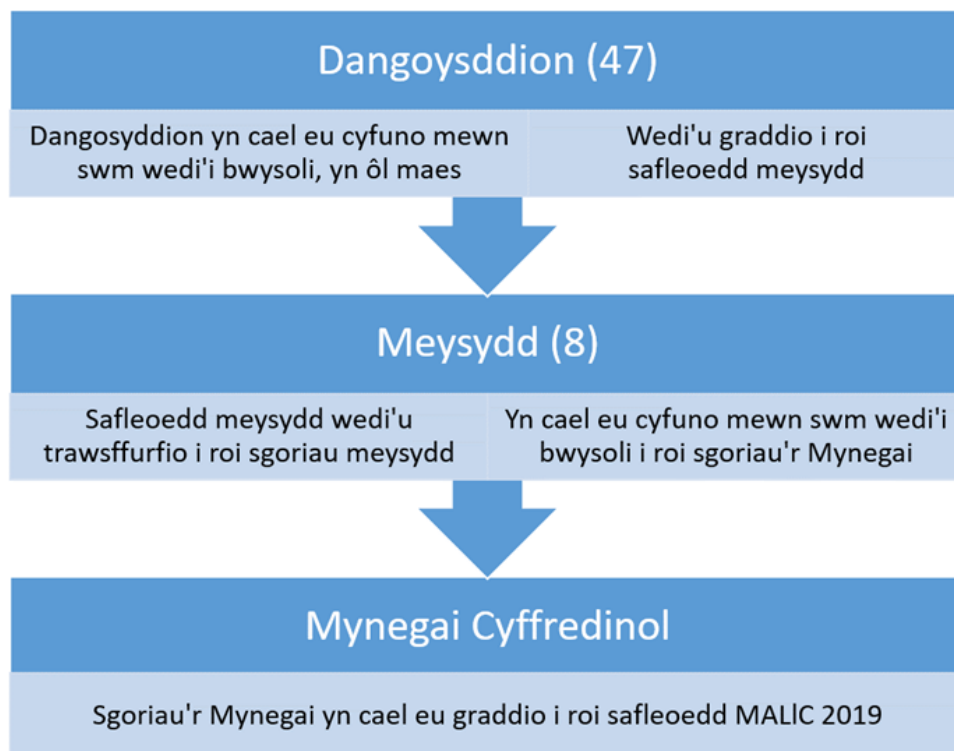 Dangoysddion (47)
Dangosyddion yn cael eu cyfuno mewn
swm wedi'i bwysoli, yn ôl maes
Wedi'u graddio i roi
safleoedd meysydd
Meysydd (8)
Safleoedd meysydd wedi'u
trawsffurfio i roi sgoriau meysydd
Yn cael eu cyfuno mewn swm wedi'i
bwysoli i roi sgoriau'r Mynegai
Mynegai Cyffredinol
Sgoriau'r Mynegai yn cael eu graddio i roi safleoedd MALlC 2019